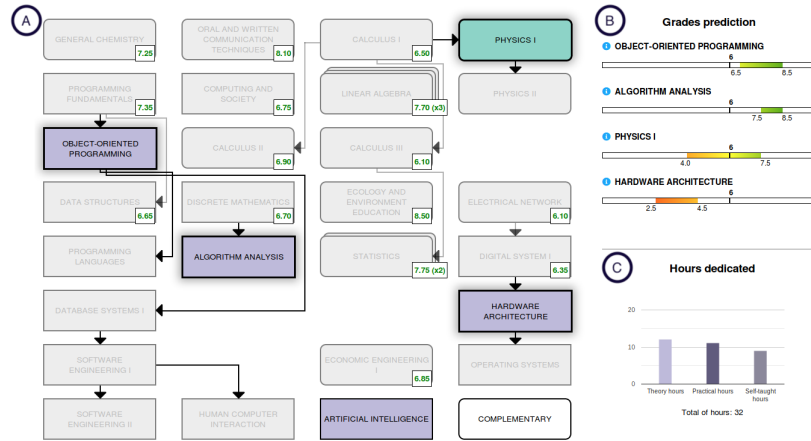 A
GENERAL CHEMISTRY
7.25
ORAL AND WRITTEN
COMMUNICATION
TECHNIQUES
8.10
CALCULUS I
6.50
PHYSICS I
PROGRAMMING
FUNDAMENTALS
7.35
COMPUTING AND
SOCIETY
6.75
LINEAR ALGEBRA
7.70 (x3)
PHYSICS II
OBJECT-ORIENTED
PROGRAMMING
CALCULUS II
6.90
CALCULUS III
6.10
DATA STRUCTURES
6.65
DISCRETE MATHEMATICS
6.70
ECOLOGY AND
ENVIRONMENT
EDUCATION
8.50
ELECTRICAL NETWORK
6.10
PROGRAMMING
LANGUAGES
ALGORITHM ANALYSIS
STATISTICS
7.75 (x2)
DIGITAL SYSTEM I
6.35
DATABASE SYSTEMS I
HARDWARE
ARCHITECTURE
SOFTWARE
ENGINEERING I
ECONOMIC ENGINEERING
I
6.85
OPERATING SYSTEMS
SOFTWARE
ENGINEERING II
HUMAN COMPUTER
INTERACTION
ARTIFICIAL INTELLIGENCE
COMPLEMENTARY
B
Grades prediction
OBJECT-ORIENTED PROGRAMMING
6
6.5 8.5
ALGORITHM ANALYSIS
6
7.5 8.5
PHYSICS I
6
4.0 7.5
HARDWARE ARCHITECTURE
6
2.5 4.5
C
Hours dedicated
20
10
0
Theory hours
Practical hours
Self-taught
hours
Total of hours: 32